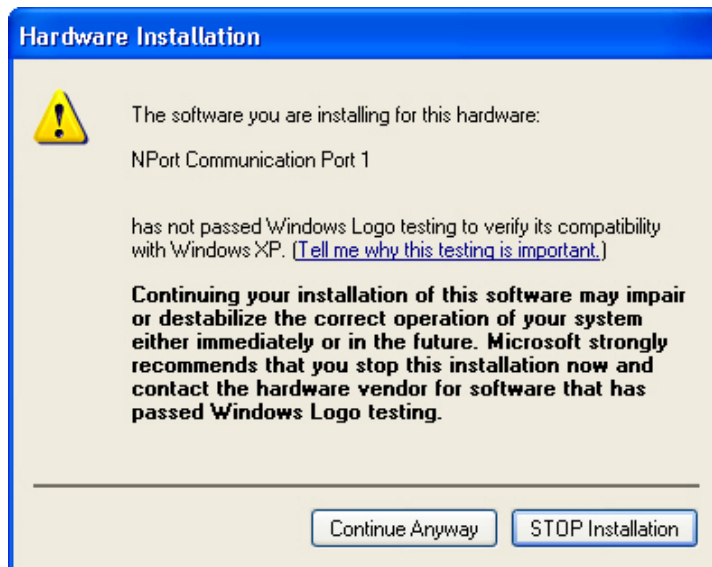 Hardware Installation
The software you are installing for this hardware:
NPort Communication Port 1
has not passed Windows Logo testing to verify its compatibility
with Windows XP. (Tell me why this testing is important.)
Continuing your installation of this software may impair
or destabilize the correct operation of your system
either immediately or in the future. Microsoft strongly
recommends that you stop this installation now and
contact the hardware vendor for software that has
passed Windows Logo testing.
Continue Anyway
STOP Installation